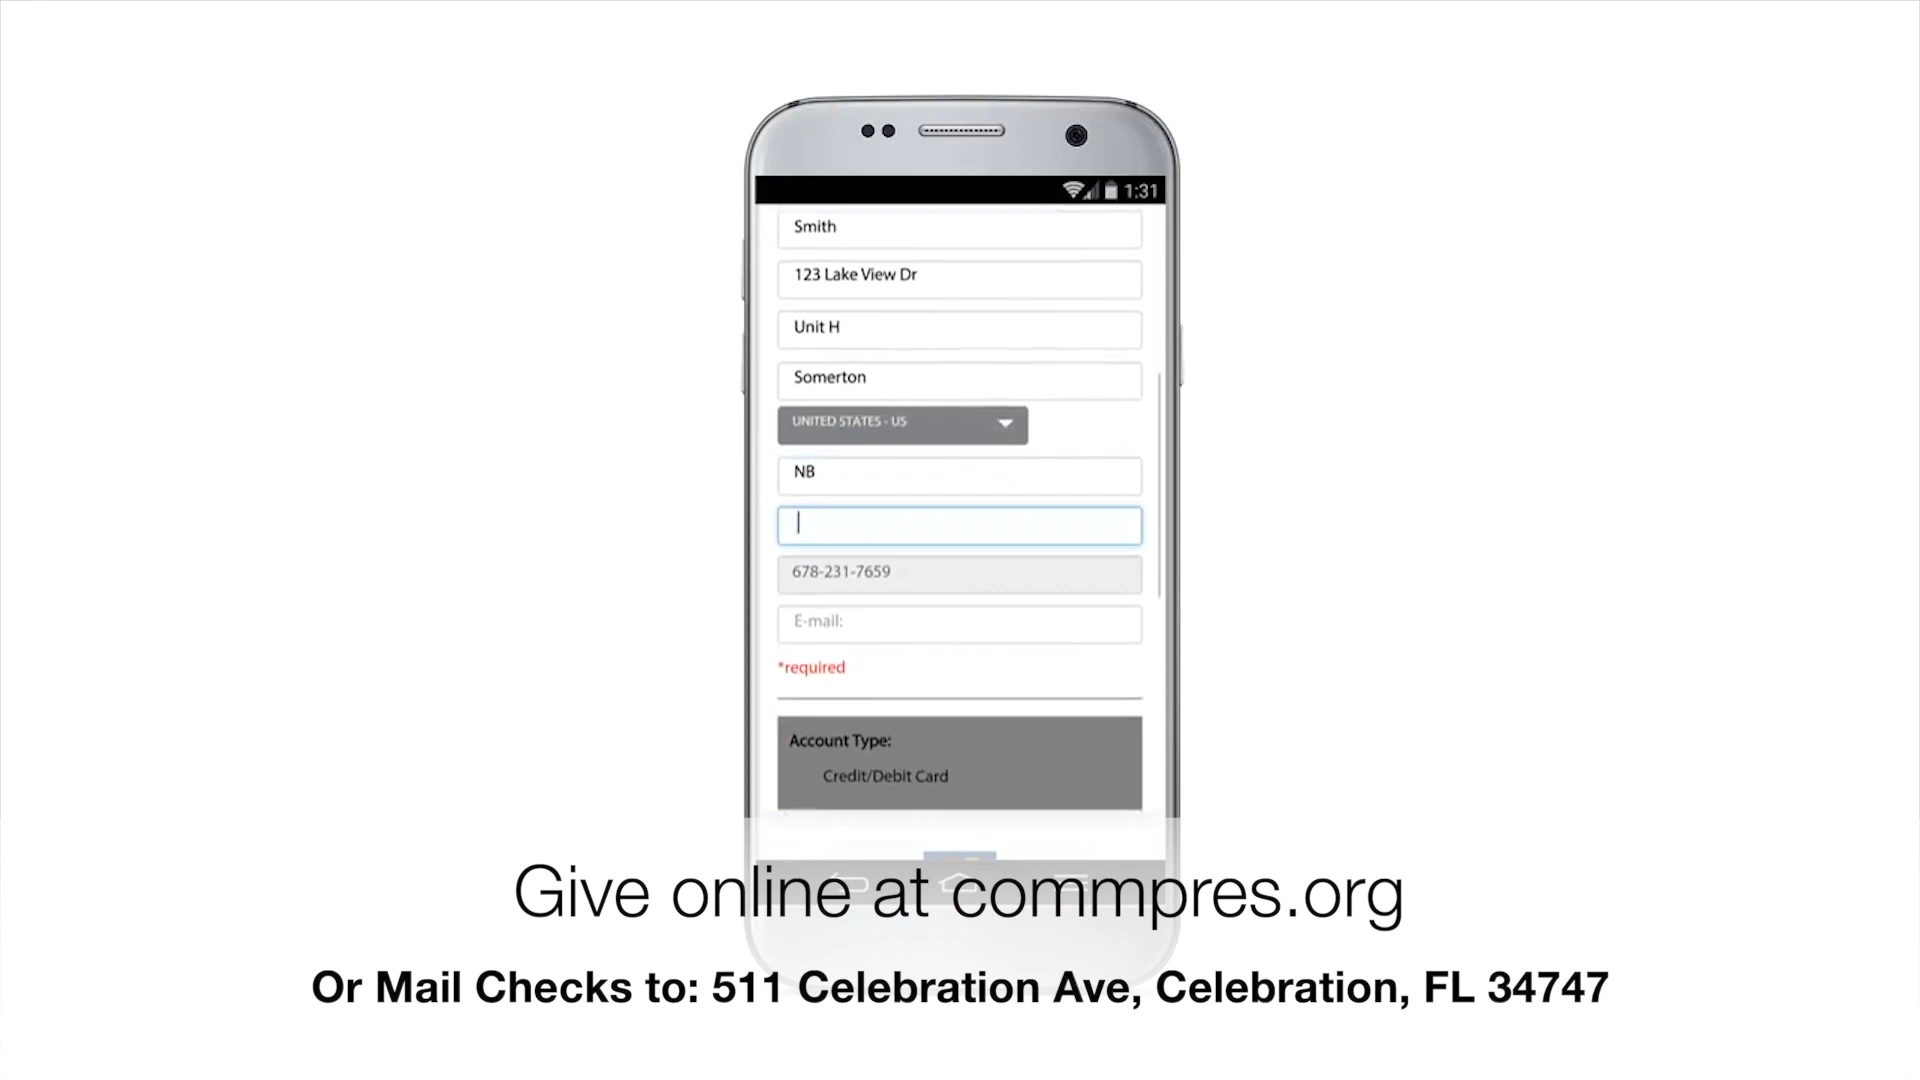 1:31
Smith
123 Lake View Dr
Unit H
Somerton
UNITED STATES - US
NB
678-231-7659
E-mail:
*required
Account Type:
Credit/Debit Card
Give online at commpres.org
Or Mail Checks to: 511 Celebration Ave, Celebration, FL 34747